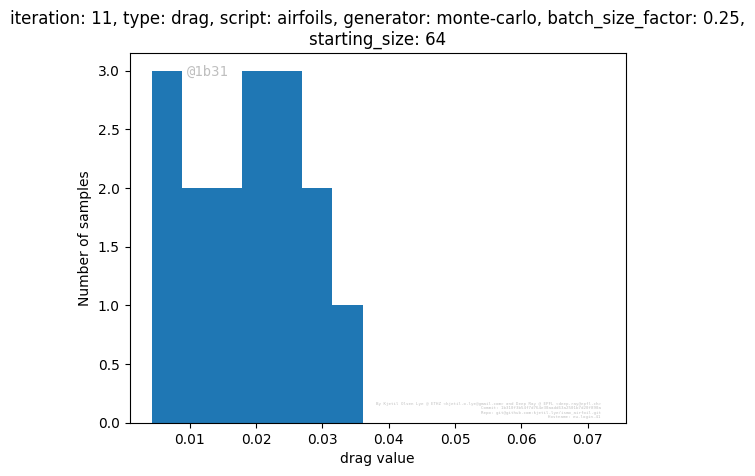 iteration: 11, type: drag, script: airfoils, generator: monte-carlo, batch_size_factor: 0.25,
starting_size: 64
@1b31
3.0
2.5
2.0
1.5
1.0
0.5
0.0
Number of samples
0.01 0.02 0.03 0.04 0.05 0.06 0.07
drag value